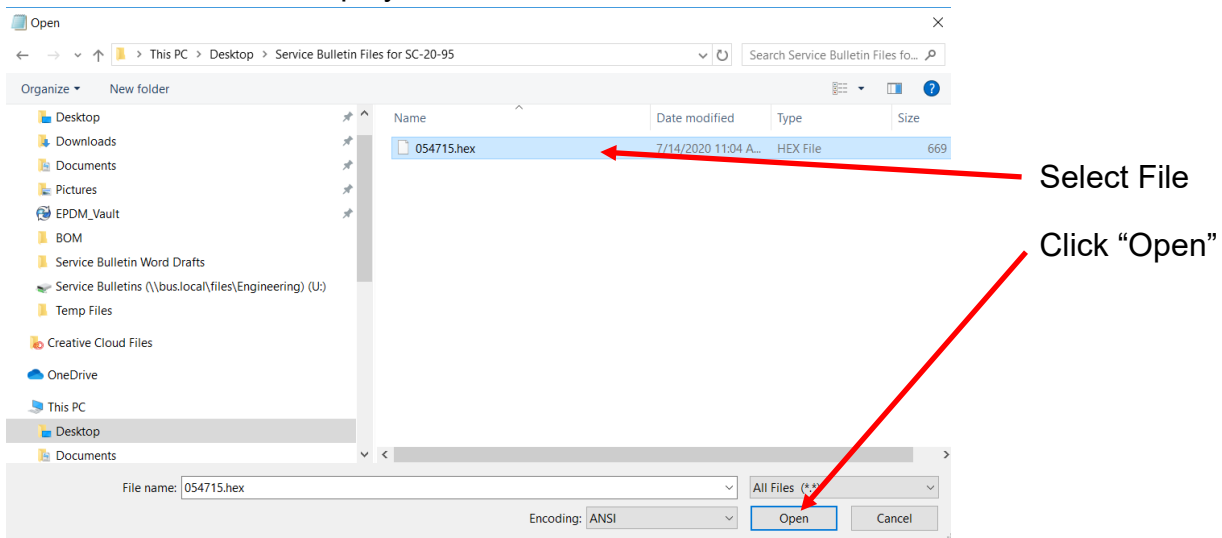 Open
This PC > Desktop > Service Bulletin Files for SC-20-95
Search Service Bulletin Files fo...
Organize
New folder
Name
Date modified
Type
Size
054715.hex
7/14/2020 11:04 A...
HEX File
669
Desktop
Downloads
Documents
Pictures
EPDM_Vault
BOM
Service Bulletin Word Drafts
Service Bulletins (\\bus.local\files\Engineering) (U:)
Temp Files
Creative Cloud Files
OneDrive
This PC
Desktop
Documents
File name: 054715.hex
All Files (*.*)
Encoding: ANSI
Open
Cancel
Select File
Click “Open”